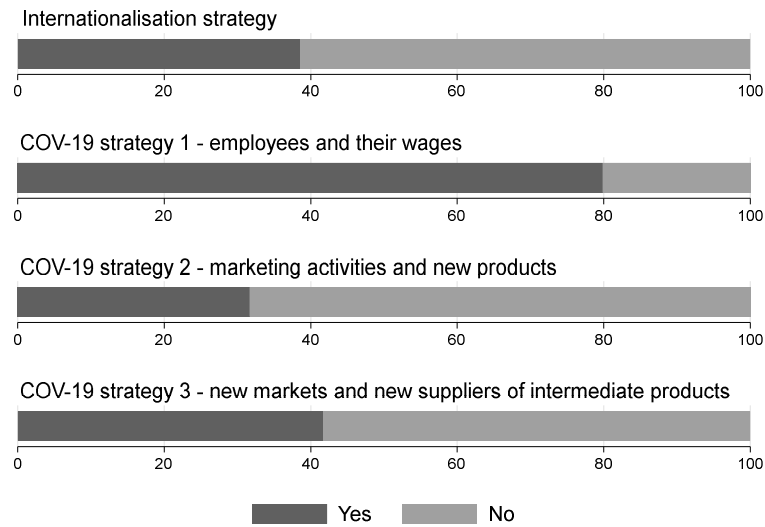 Internationalisation strategy
0 20 40 60 80 100
COV-19 strategy 1 - employees and their wages
0 20 40 60 80 100
COV-19 strategy 2 - marketing activities and new products
0 20 40 60 80 100
COV-19 strategy 3 - new markets and new suppliers of intermediate products
0 20 40 60 80 100
Yes No